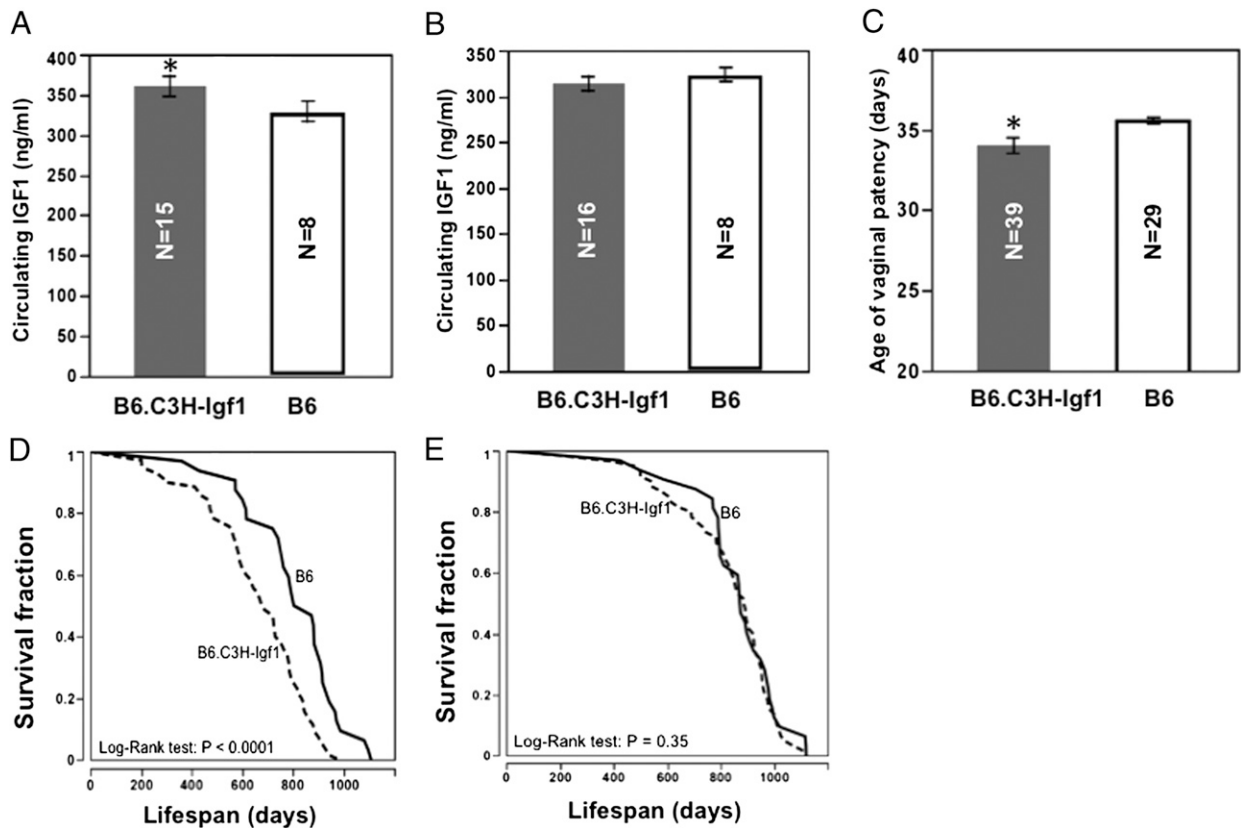 A
Circulating IGF1 (ng/ml)
400
350
300
250
200
150
100
50
0
*
N=15
N=8
B6.C3H-Igf1
B6
B
Circulating IGF1 (ng/ml)
350
300
250
200
150
100
50
0
N=16
N=8
B6.C3H-Igf1
B6
C
Age of vaginal patency (days)
40
35
30
25
20
*
N=39
N=29
B6.C3H-Igf1
B6
D
Survival fraction
1
0.8
0.6
0.4
0.2
0
B6
B6.C3H-Igf1
Log-Rank test: P < 0.0001
0 200 400 600 800 1000
Lifespan (days)
E
Survival fraction
1
0.8
0.6
0.4
0.2
0
B6.C3H-Igf1
B6
Log-Rank test: P = 0.35
0 200 400 600 800 1000
Lifespan (days)